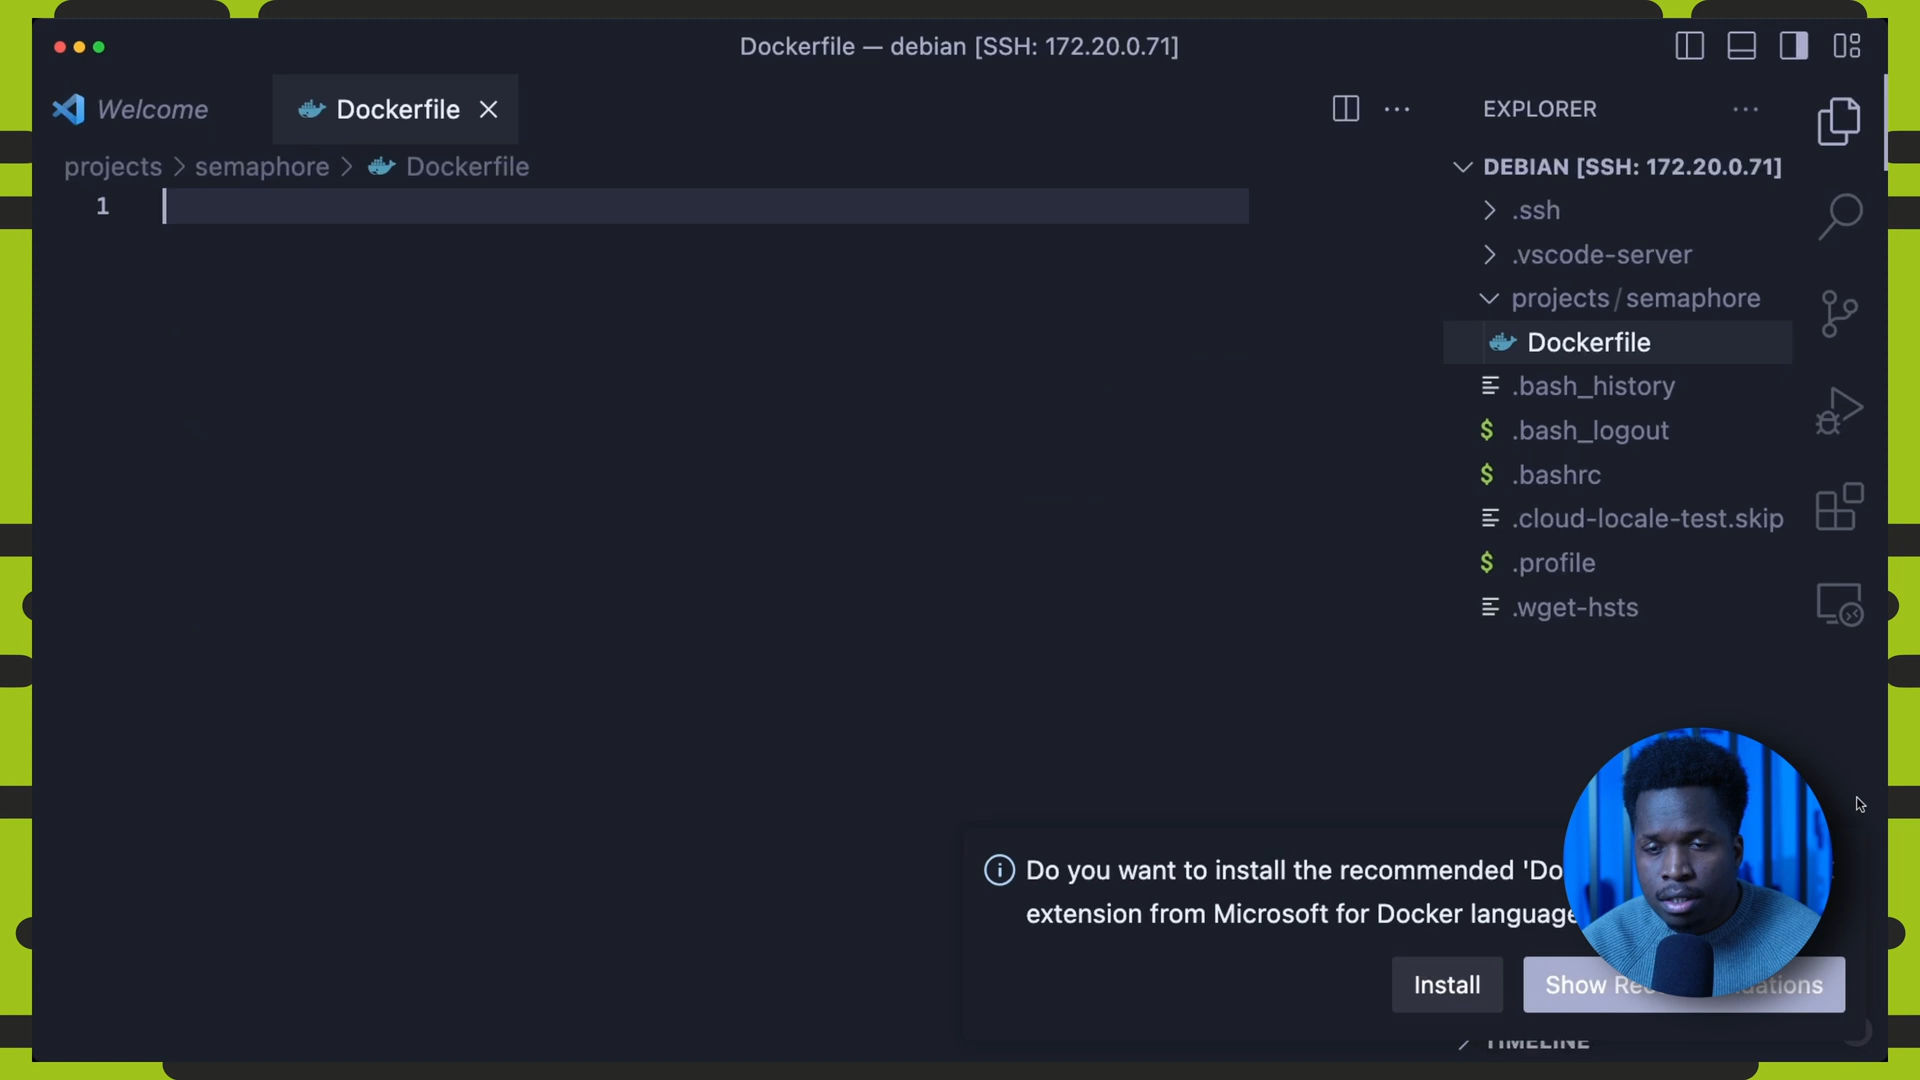 Dockerfile — debian [SSH: 172.20.0.71]
Welcome
Dockerfile
projects > semaphore > Dockerfile
1
EXPLORER
DEBIAN [SSH: 172.20.0.71]
.ssh
.vscode-server
projects / semaphore
Dockerfile
.bash_history
.bash_logout
.bashrc
.cloud-locale-test.skip
.profile
.wget-hsts
Do you want to install the recommended
extension from Microsoft for Docker language
Install
Show
TIMELINE